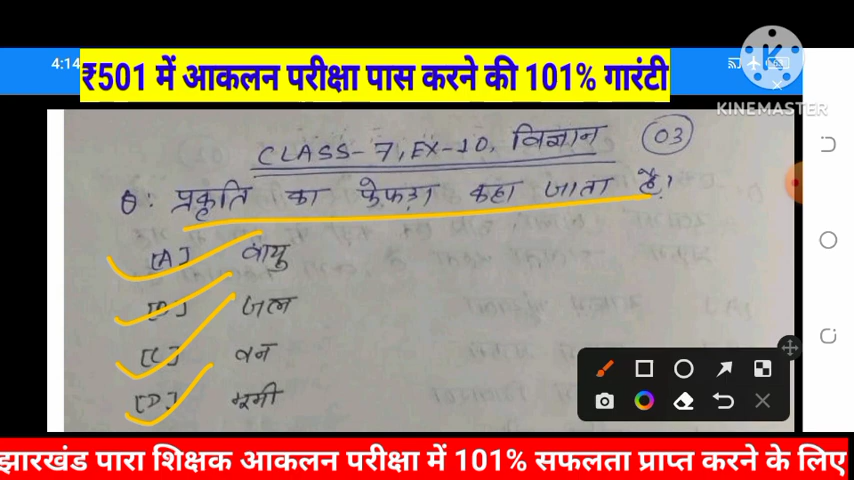 4:14
₹501 में आकलन परीक्षा पास करने की 101% गारंटी
KINEMASTER
CLASS-7, EX-10, विज्ञान 03
Q: प्रकृति का फेफड़ा कहा जाता है?
[A] वायु
[B] जल
[C] वन
[D] भूमी
झारखंड पारा शिक्षक आकलन परीक्षा में 101% सफलता प्राप्त करने के लिए